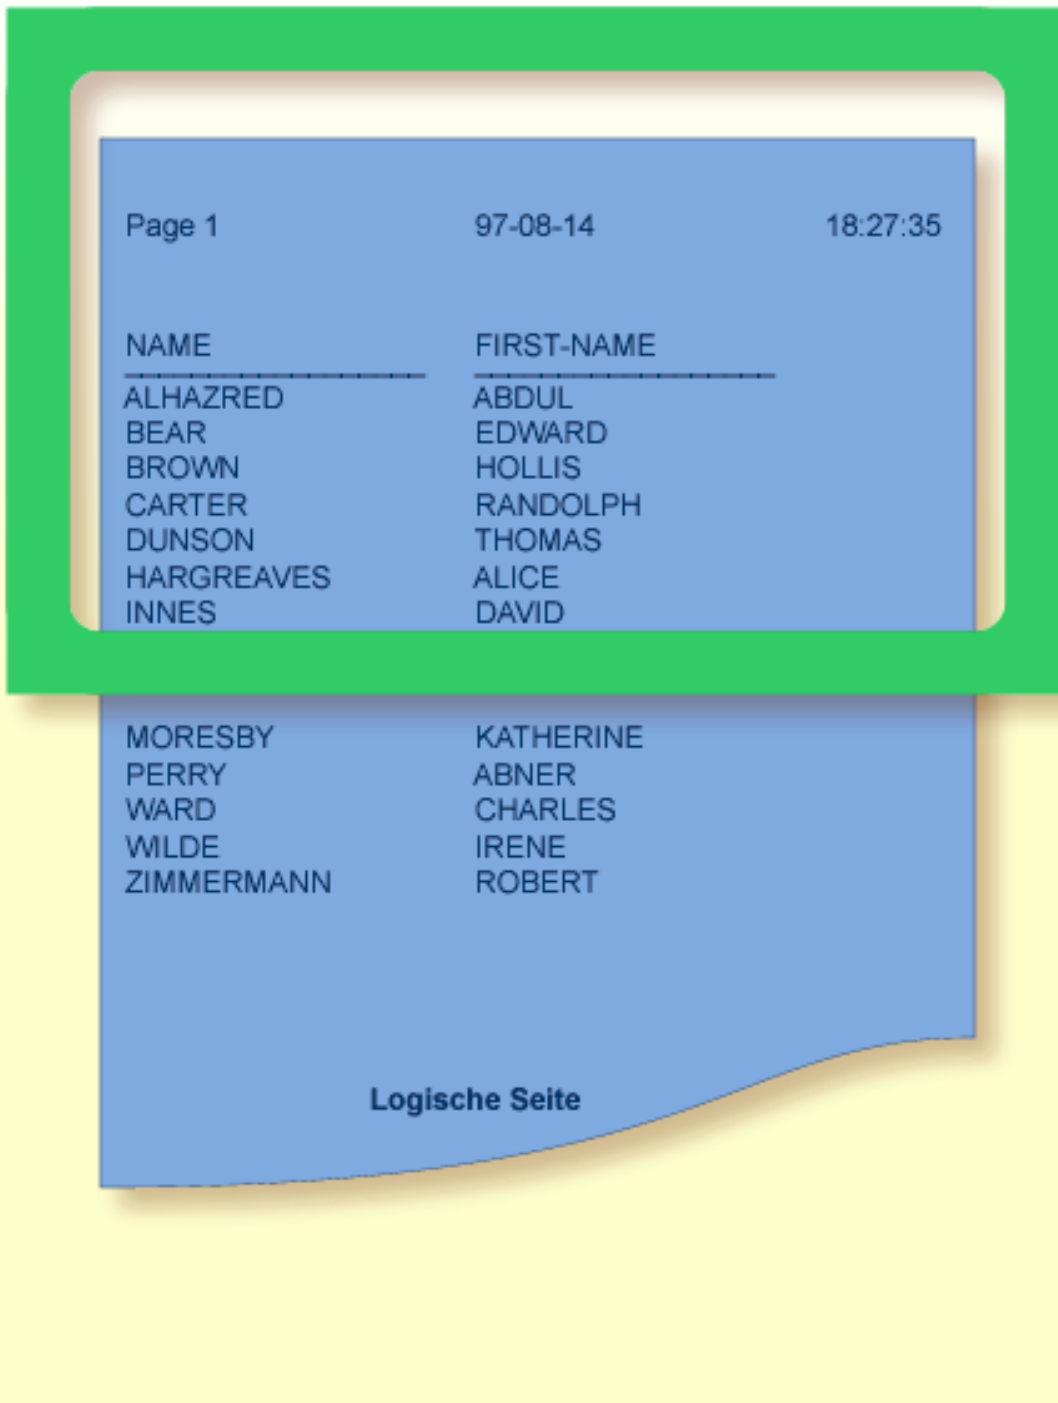 Page 1 97-08-14 18:27:35
NAME FIRST-NAME
ALHAZRED ABDUL
BEAR EDWARD
BROWN HOLLIS
CARTER RANDOLPH
DUNSON THOMAS
HARGREAVES ALICE
INNES DAVID
MORESBY KATHERINE
PERRY ABNER
WARD CHARLES
WILDE IRENE
ZIMMERMANN ROBERT
Logische Seite